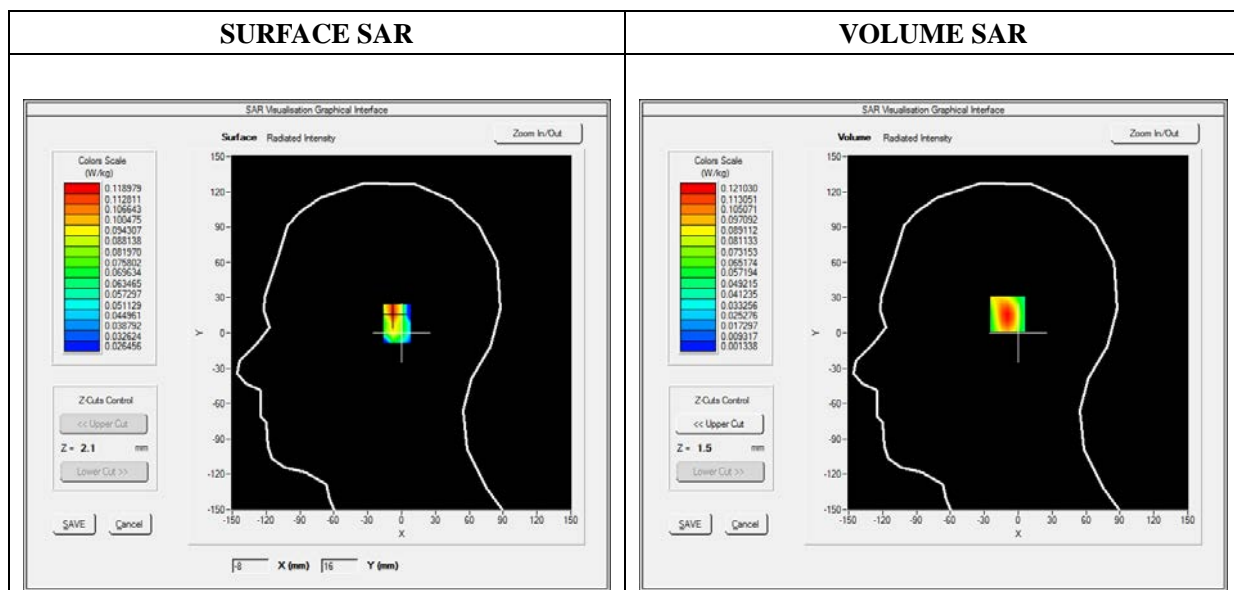 SURFACE SAR
VOLUME SAR
SAR Visualisation Graphical Interface
Surface Radiated Intensity
Zoom In/Out
Colors Scale
(W/kg)
0.118979
0.112811
0.106643
0.100475
0.094307
0.088138
0.081970
0.075802
0.069634
0.063465
0.057297
0.051129
0.044961
0.038792
0.032624
0.026456
Z-Cuts Control
<< Upper Cut
Z = 2.1 mm
Lower Cut >>
SAVE Cancel
150
120
90
60
30
0
-30
-60
-90
-120
-150
Y
-150 -120 -90 -60 -30 0 30 60 90 120 150
X
-8 X (mm) 16 Y (mm)
SAR Visualisation Graphical Interface
Volume Radiated Intensity
Zoom In/Out
Colors Scale
(W/kg)
0.121030
0.113051
0.105071
0.097092
0.089112
0.081133
0.073153
0.065174
0.057194
0.049215
0.041235
0.033256
0.025276
0.017297
0.009317
0.001338
Z-Cuts Control
<< Upper Cut
Z = 1.5 mm
Lower Cut >>
SAVE Cancel
150
120
90
60
30
0
-30
-60
-90
-120
-150
Y
-150 -120 -90 -60 -30 0 30 60 90 120 150
X